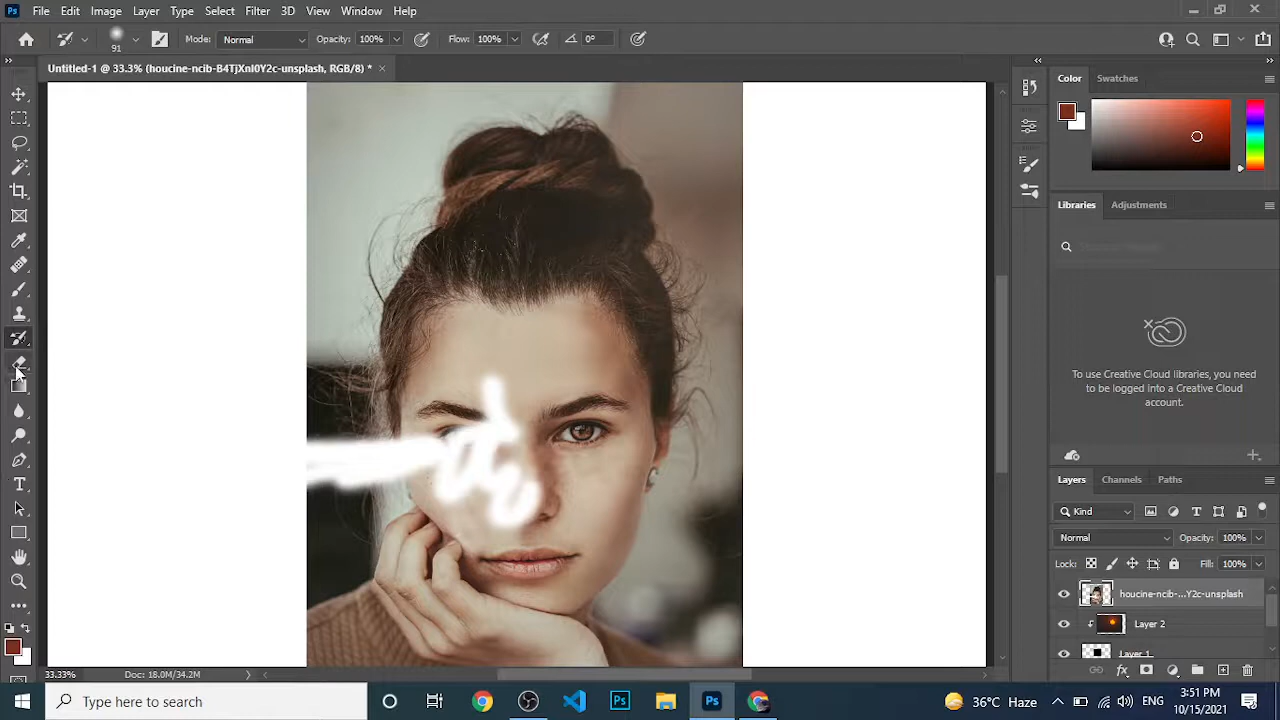 Ps File Edit Image Layer Type Select Filter 3D View Window Help
91 Mode: Normal Opacity: 100% Flow: 100% 0°
Untitled-1 @ 33.3% (houcine-ncib-B4TjXnI0Y2c-unsplash, RGB/8) *
Color Swatches
Libraries Adjustments
To use Creative Cloud Libraries, you
need to be logged into a Creative Cloud
account.
Layers Channels Paths
Kind
Normal Opacity: 100%
Lock: Fill: 100%
houcine-ncib-...Y2c-unsplash
Layer 2
Layer 1
33.33% Doc: 18.0M/34.2M
Type here to search
Ps Ps 36°C Haze ENG 3:51 PM
10/15/2021